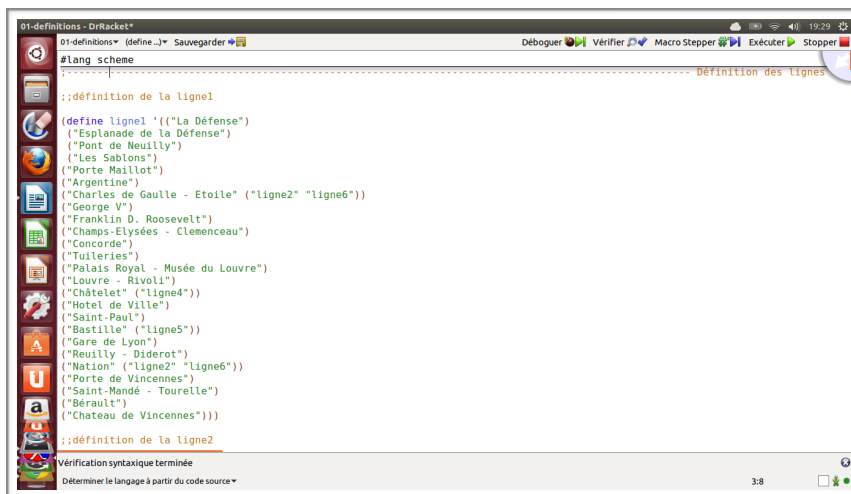 01-definitions - DrRacket*
19:29
01-definitions (define ...) Sauvegarder
Déboguer Vérifier Macro Stepper Exécuter Stopper
#lang scheme
;------------------------------------------------------------------------------------------------ Définition des lignes
;;définition de la ligne1
(define ligne1 '(("La Défense")
("Esplanade de la Défense")
("Pont de Neuilly")
("Les Sablons")
("Porte Maillot")
("Argentine")
("Charles de Gaulle - Etoile" ("ligne2" "ligne6"))
("George V")
("Franklin D. Roosevelt")
("Champs-Elysées - Clemenceau")
("Concorde")
("Tuileries")
("Palais Royal - Musée du Louvre")
("Louvre - Rivoli")
("Châtelet" ("ligne4"))
("Hotel de Ville")
("Saint-Paul")
("Bastille" ("ligne5"))
("Gare de Lyon")
("Reuilly - Diderot")
("Nation" ("ligne2" "ligne6"))
("Porte de Vincennes")
("Saint-Mandé - Tourelle")
("Bérault")
("Chateau de Vincennes")))
;;définition de la ligne2
Vérification syntaxique terminée
Déterminer le langage à partir du code source
3:8